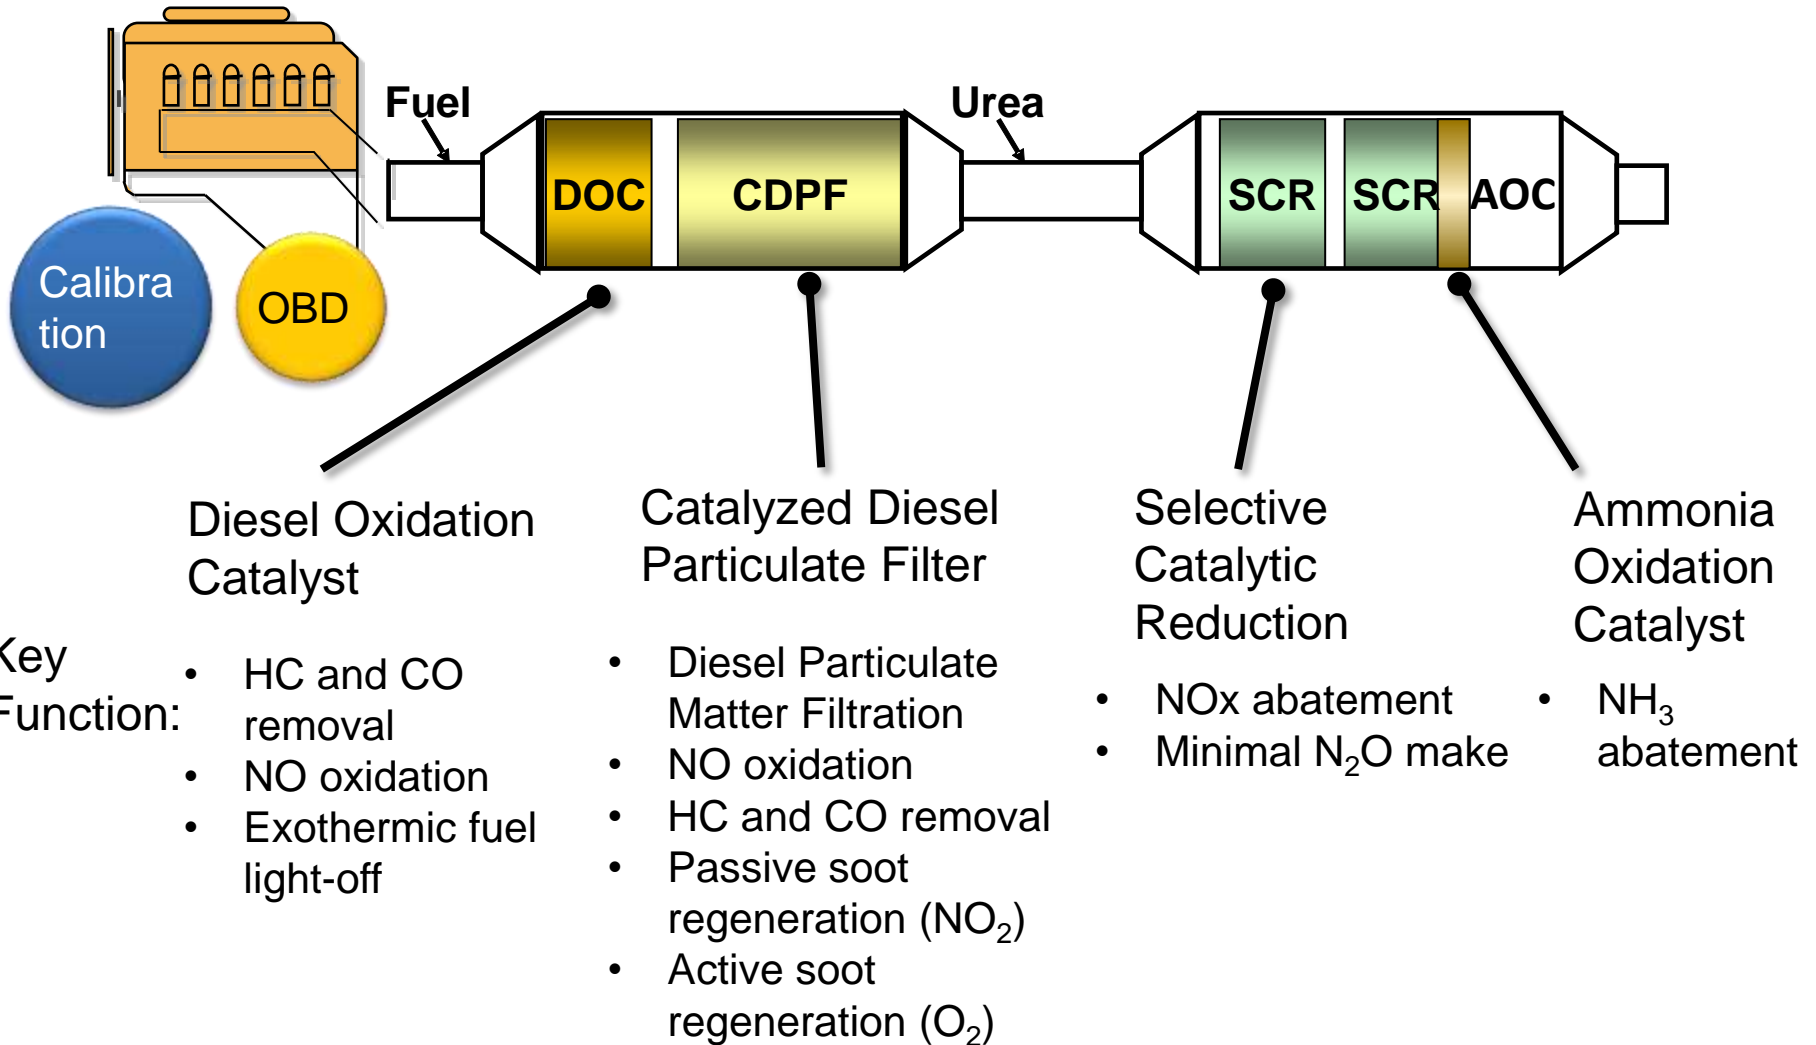 Fuel
Urea
DOC
CDPF
SCR
SCR
AOC
Calibra
tion
OBD
Diesel Oxidation
Catalyst
Catalyzed Diesel
Particulate Filter
Selective
Catalytic
Reduction
Ammonia
Oxidation
Catalyst
Key
Function:
• HC and CO
removal
• NO oxidation
• Exothermic fuel
light-off
• Diesel Particulate
Matter Filtration
• NO oxidation
• HC and CO removal
• Passive soot
regeneration (NO₂)
• Active soot
regeneration (O₂)
• NOx abatement
• Minimal N₂O make
• NH₃
abatement